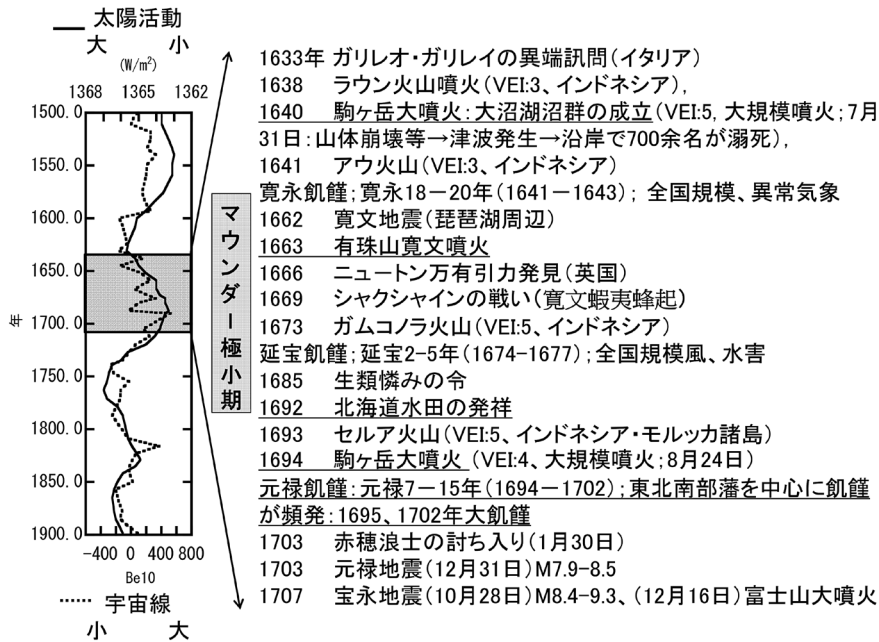 太陽活動
大 小
(W/m²)
1368 1365 1362
1500.0
1550.0
1600.0
1650.0
1700.0
1750.0
1800.0
1850.0
1900.0
年
-400 0 400 800
Be10
宇宙線
小 大
マウンダー極小期
1633年 ガリレオ・ガリレイの異端訊問(イタリア)
1638 ラウン火山噴火(VEI:3、インドネシア),
1640 駒ヶ岳大噴火:大沼湖沼群の成立(VEI:5, 大規模噴火;7月
31日:山体崩壊等→津波発生→沿岸で700余名が溺死),
1641 アウ火山(VEI:3、インドネシア)
寛永飢饉;寛永18-20年(1641-1643); 全国規模、異常気象
1662 寛文地震(琵琶湖周辺)
1663 有珠山寛文噴火
1666 ニュートン万有引力発見(英国)
1669 シャクシャインの戦い(寛文蝦夷蜂起)
1673 ガムコノラ火山(VEI:5、インドネシア)
延宝飢饉;延宝2-5年(1674-1677);全国規模風、水害
1685 生類憐みの令
1692 北海道水田の発祥
1693 セルア火山(VEI:5、インドネシア・モルッカ諸島)
1694 駒ヶ岳大噴火 (VEI:4、大規模噴火;8月24日)
元禄飢饉:元禄7-15年(1694-1702);東北南部藩を中心に飢饉
が頻発:1695、1702年大飢饉
1703 赤穂浪士の討ち入り(1月30日)
1703 元禄地震(12月31日)M7.9-8.5
1707 宝永地震(10月28日)M8.4-9.3、(12月16日)富士山大噴火